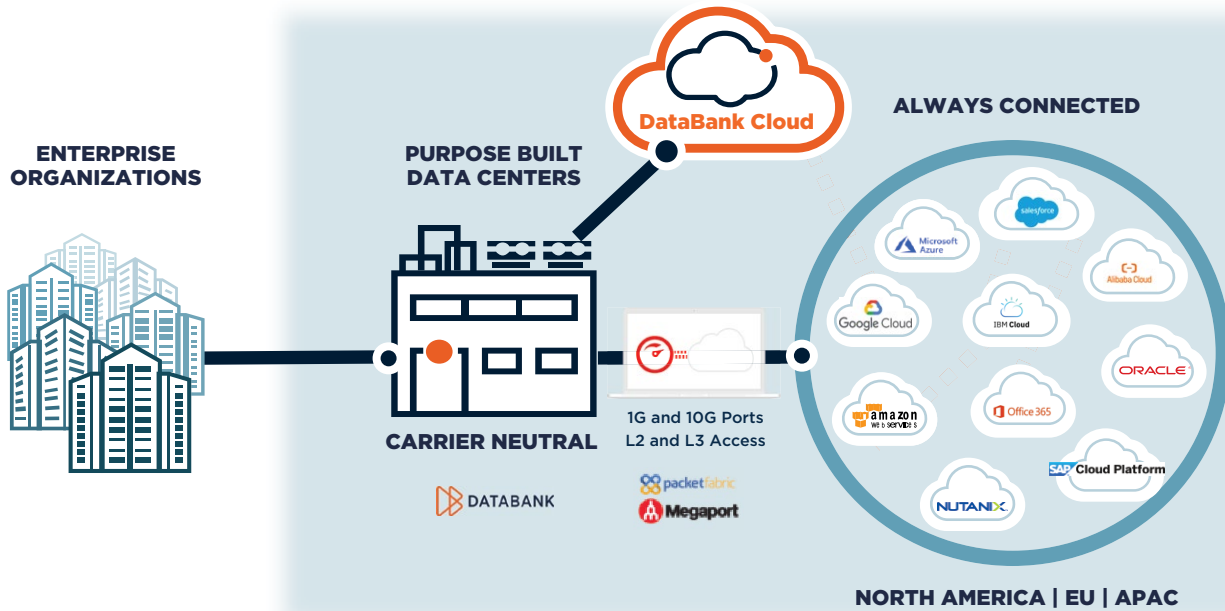 ENTERPRISE
ORGANIZATIONS
PURPOSE BUILT
DATA CENTERS
DataBank Cloud
ALWAYS CONNECTED
salesforce
Microsoft
Azure
Alibaba Cloud
Google Cloud
IBM Cloud
ORACLE
amazon
web services
Office 365
SAP Cloud Platform
NUTANIX
CARRIER NEUTRAL
DATABANK
1G and 10G Ports
L2 and L3 Access
packetfabric
Megaport
NORTH AMERICA | EU | APAC